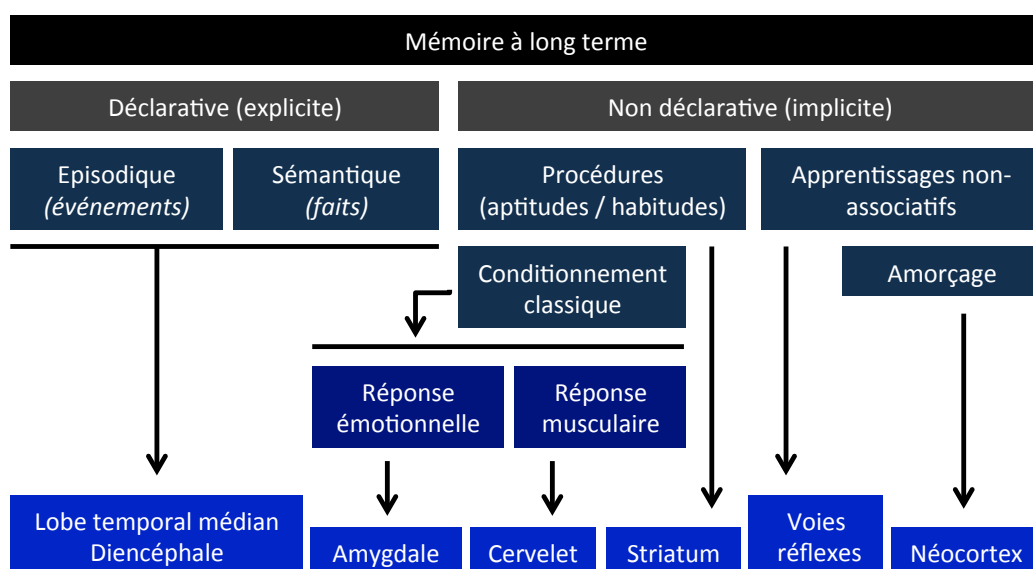 Mémoire à long terme
Déclarative (explicite)
Non déclarative (implicite)
Episodique
(événements)
Sémantique
(faits)
Procédures
(aptitudes / habitudes)
Apprentissages non-
associatifs
Conditionnement
classique
Amorçage
Réponse
émotionnelle
Réponse
musculaire
Lobe temporal médian
Diencéphale
Amygdale
Cervelet
Striatum
Voies
réflexes
Néocortex